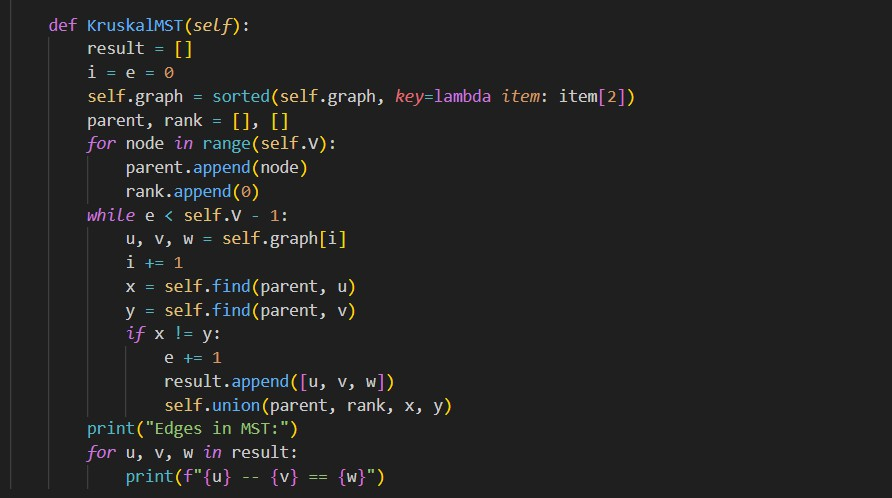 def KruskalMST(self):
    result = []
    i = e = 0
    self.graph = sorted(self.graph, key=lambda item: item[2])
    parent, rank = [], []
    for node in range(self.V):
        parent.append(node)
        rank.append(0)
    while e < self.V - 1:
        u, v, w = self.graph[i]
        i += 1
        x = self.find(parent, u)
        y = self.find(parent, v)
        if x != y:
            e += 1
            result.append([u, v, w])
            self.union(parent, rank, x, y)
    print("Edges in MST:")
    for u, v, w in result:
        print(f"{u} -- {v} == {w}")